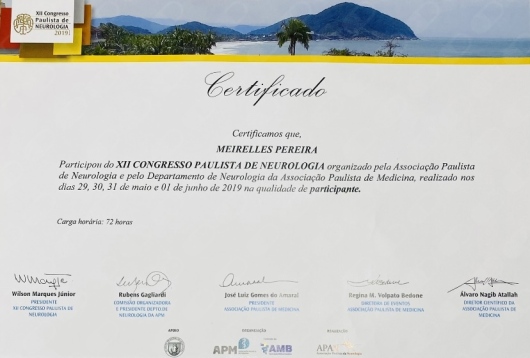 XII Congresso
Paulista de
NEUROLOGIA
2019
Certificado
Certificamos que,
MEIRELLES PEREIRA
Participou do XII CONGRESSO PAULISTA DE NEUROLOGIA organizado pela Associação Paulista
de Neurologia e pelo Departamento de Neurologia da Associação Paulista de Medicina, realizado nos
dias 29, 30, 31 de maio e 01 de junho de 2019 na qualidade de participante.
Carga horária: 72 horas
Wilson Marques Júnior
PRESIDENTE
XII CONGRESSO PAULISTA DE
NEUROLOGIA
Rubens Gagliardi
COMISSÃO ORGANIZADORA
E PRESIDENTE DEPTO DE
NEUROLOGIA DA APM
José Luiz Gomes do Amaral
PRESIDENTE
ASSOCIAÇÃO PAULISTA DE MEDICINA
Regina M. Volpato Bedone
DIRETORA DE EVENTOS
ASSOCIAÇÃO PAULISTA DE
MEDICINA
Álvaro Nagib Atallah
DIRETOR CIENTÍFICO DA
ASSOCIAÇÃO PAULISTA DE
MEDICINA
APOIO
ORGANIZAÇÃO
REALIZAÇÃO
APM
AMB
APAN